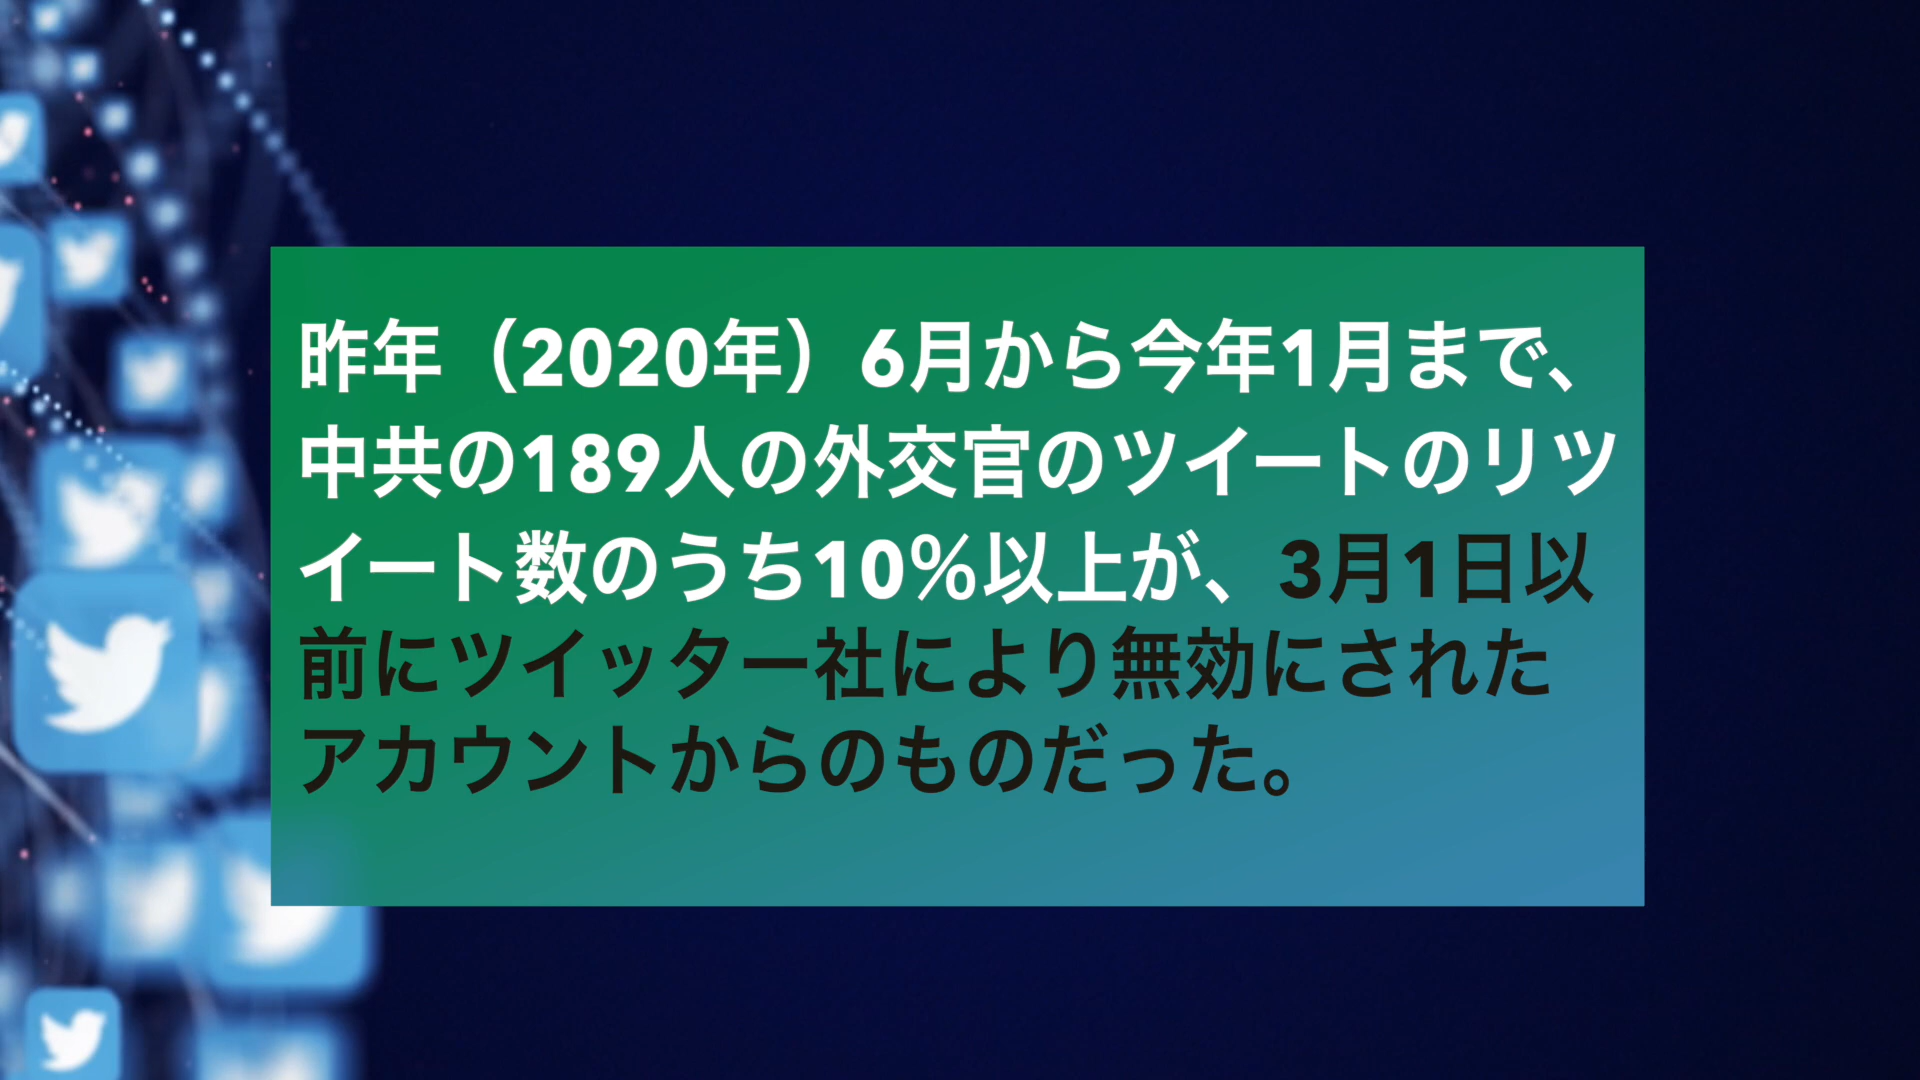 昨年（2020年）6月から今年1月まで、
中共の189人の外交官のツイートのリツ
イート数のうち10%以上が、3月1日以
前にツイッター社により無効にされた
アカウントからのものだった。